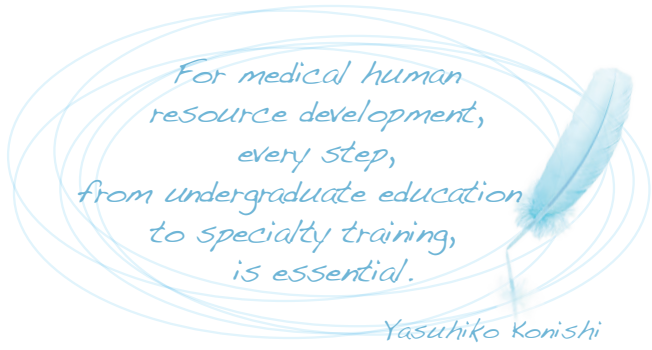 For medical human
resource development,
every step,
from undergraduate education
to specialty training,
is essential.
Yasuhiko Konishi